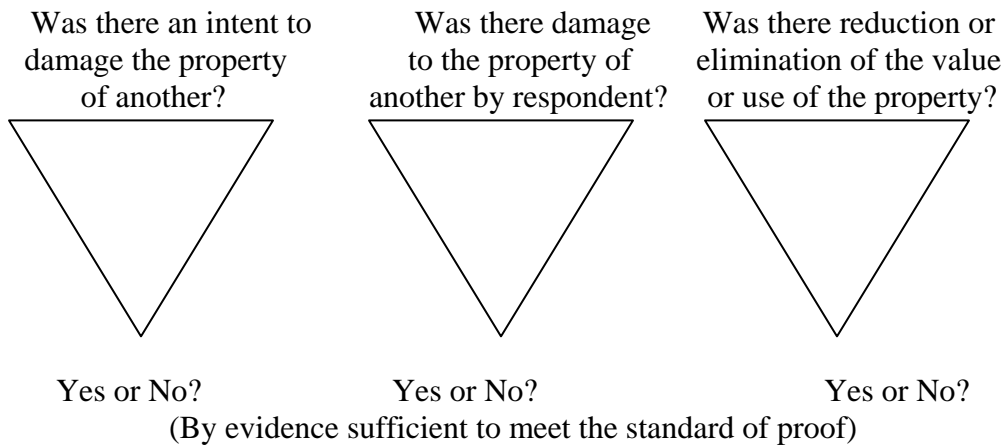 Was there an intent to
damage the property
of another?
Was there damage
to the property of
another by respondent?
Was there reduction or
elimination of the value
or use of the property?
Yes or No?
Yes or No?
Yes or No?
(By evidence sufficient to meet the standard of proof)